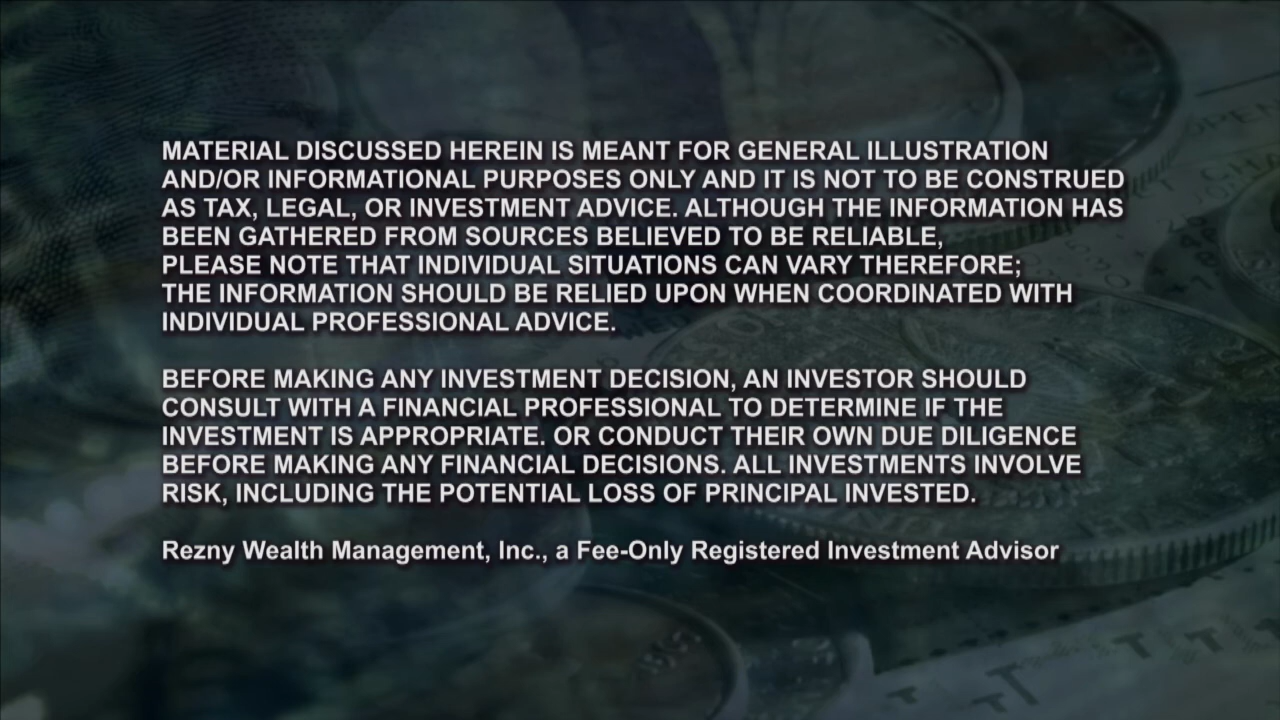 MATERIAL DISCUSSED HEREIN IS MEANT FOR GENERAL ILLUSTRATION
AND/OR INFORMATIONAL PURPOSES ONLY AND IT IS NOT TO BE CONSTRUED
AS TAX, LEGAL, OR INVESTMENT ADVICE. ALTHOUGH THE INFORMATION HAS
BEEN GATHERED FROM SOURCES BELIEVED TO BE RELIABLE,
PLEASE NOTE THAT INDIVIDUAL SITUATIONS CAN VARY THEREFORE;
THE INFORMATION SHOULD BE RELIED UPON WHEN COORDINATED WITH
INDIVIDUAL PROFESSIONAL ADVICE.
BEFORE MAKING ANY INVESTMENT DECISION, AN INVESTOR SHOULD
CONSULT WITH A FINANCIAL PROFESSIONAL TO DETERMINE IF THE
INVESTMENT IS APPROPRIATE. OR CONDUCT THEIR OWN DUE DILIGENCE
BEFORE MAKING ANY FINANCIAL DECISIONS. ALL INVESTMENTS INVOLVE
RISK, INCLUDING THE POTENTIAL LOSS OF PRINCIPAL INVESTED.
Rezny Wealth Management, Inc., a Fee-Only Registered Investment Advisor